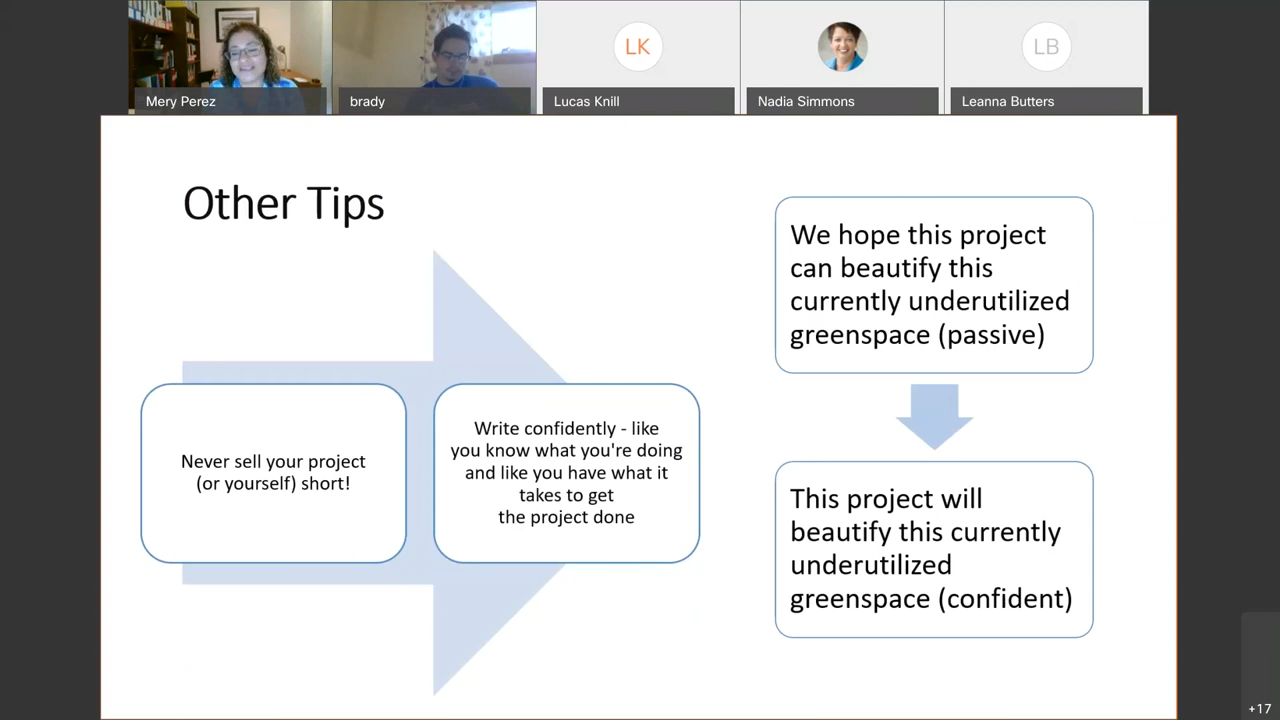 LK
LB
Mery Perez
brady
Lucas Knill
Nadia Simmons
Leanna Butters
Other Tips
Never sell your project
(or yourself) short!
Write confidently - like
you know what you're doing
and like you have what it
takes to get
the project done
We hope this project
can beautify this
currently underutilized
greenspace (passive)
This project will
beautify this currently
underutilized
greenspace (confident)
+17